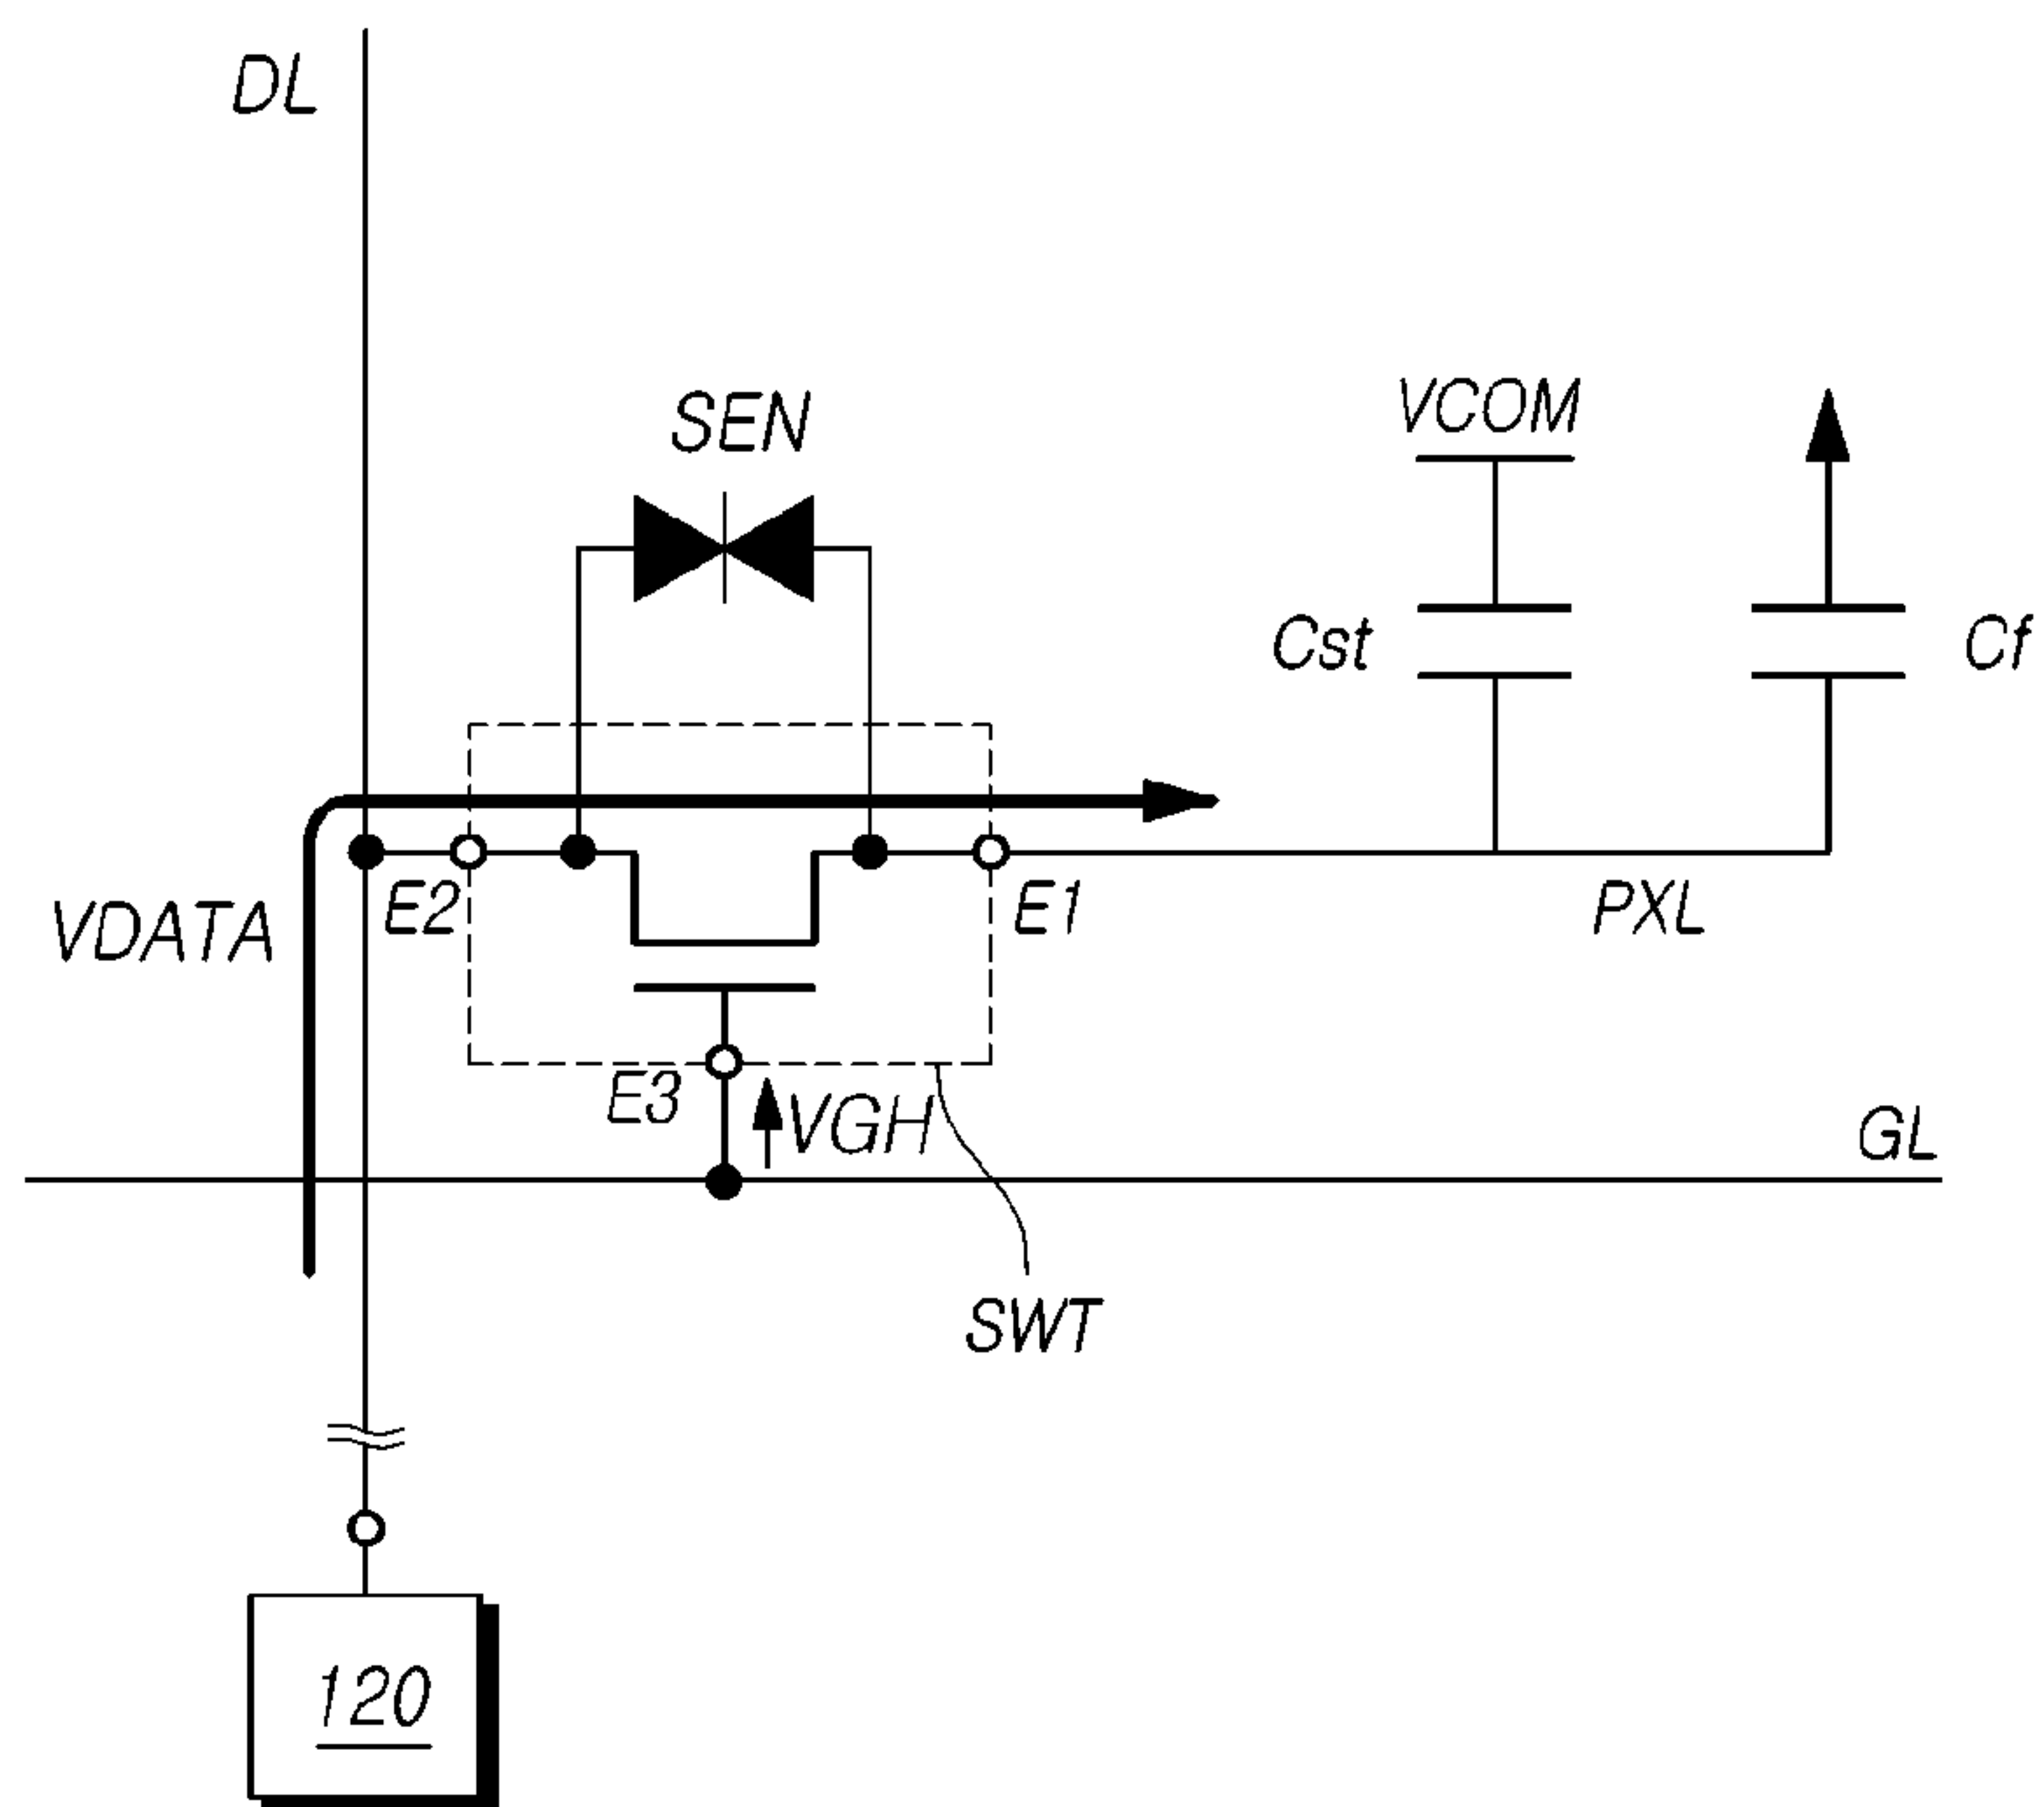 DL
SEN
VCOM
Cst
Cf
E2
E1
PXL
VDATA
E3
VGH
GL
SWT
120